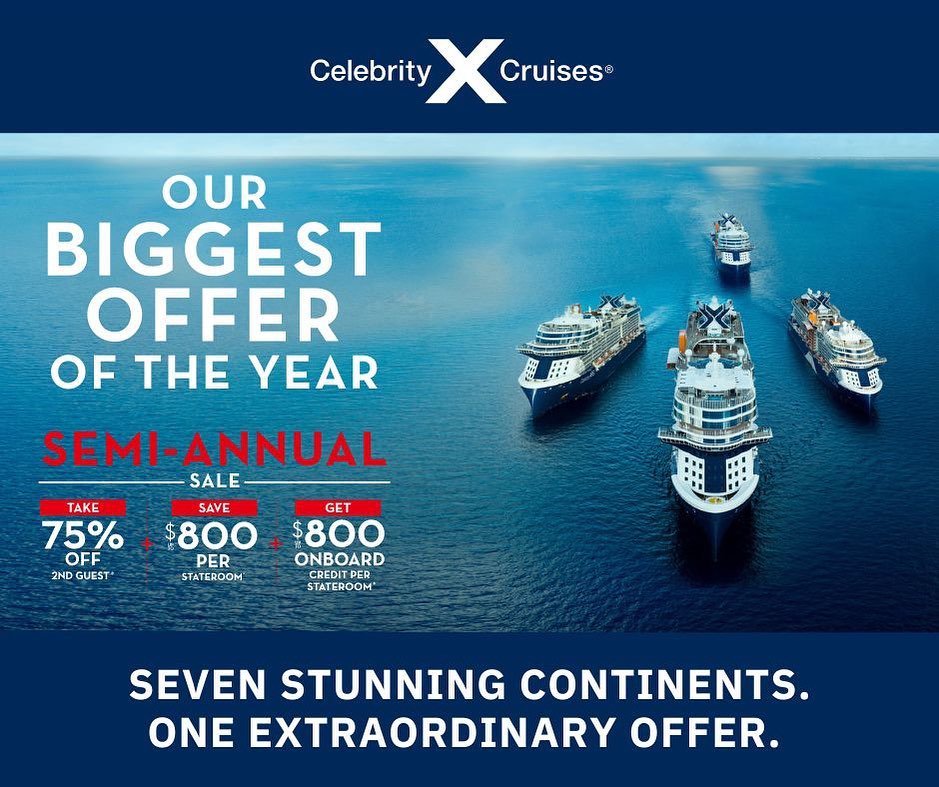 Celebrity X Cruises®
OUR
BIGGEST
OFFER
OF THE YEAR
SEMI-ANNUAL
SALE
TAKE
75%
OFF
2ND GUEST*
+
SAVE
$800
PER
STATEROOM
+
GET
$800
ONBOARD
CREDIT PER
STATEROOM*
SEVEN STUNNING CONTINENTS.
ONE EXTRAORDINARY OFFER.